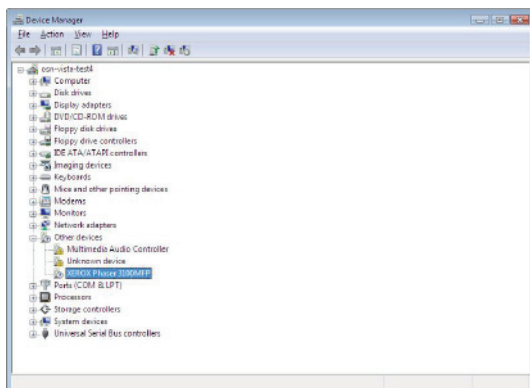 Device Manager
File Action View Help
osn-vista-test4
Computer
Disk drives
Display adapters
DVD/CD-ROM drives
Floppy disk drives
Floppy drive controllers
IDE ATA/ATAPI controllers
Imaging devices
Keyboards
Mice and other pointing devices
Modems
Monitors
Network adapters
Other devices
Multimedia Audio Controller
Unknown device
XEROX Phaser 3100MFP
Ports (COM & LPT)
Processors
Storage controllers
System devices
Universal Serial Bus controllers